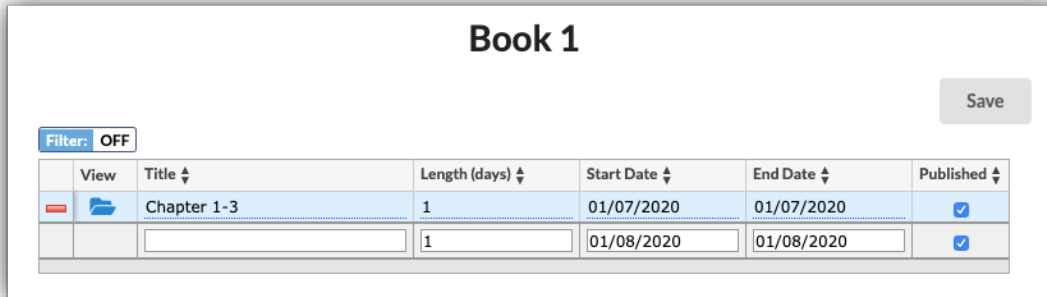 Book 1
Save
Filter: OFF
View Title Length (days) Start Date End Date Published
Chapter 1-3 1 01/07/2020 01/07/2020
1 01/08/2020 01/08/2020